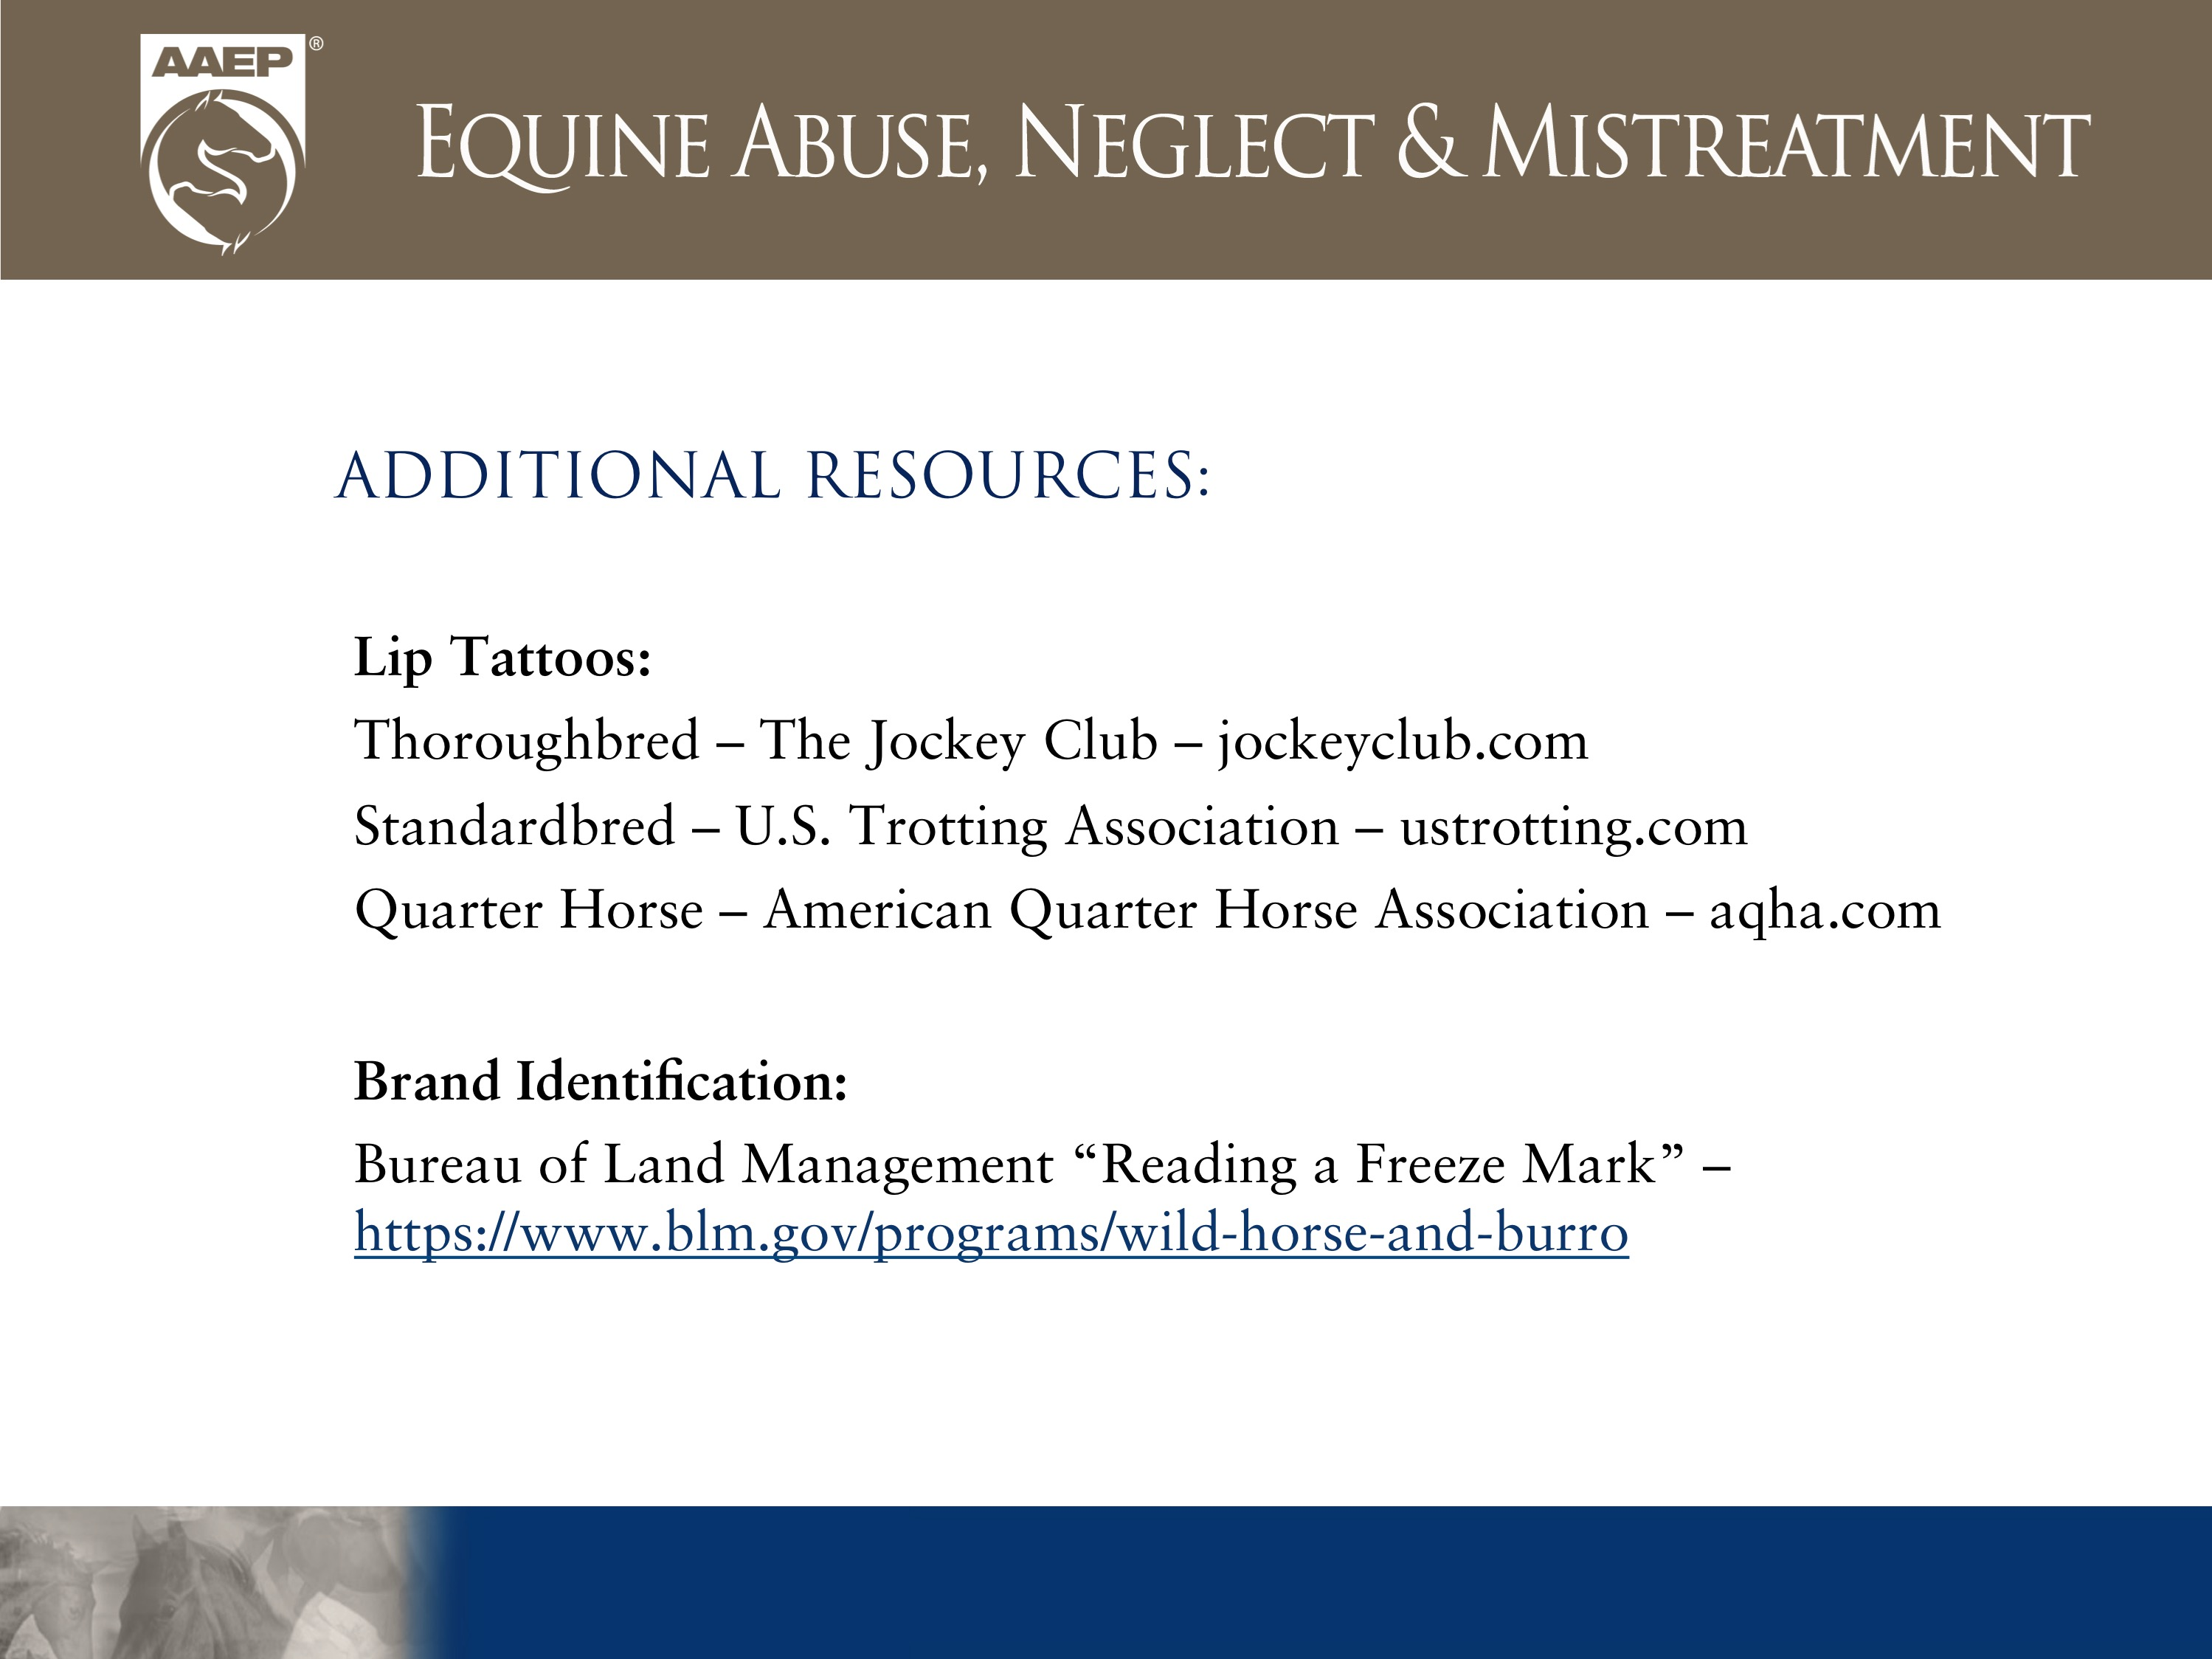 AAEP®
EQUINE ABUSE, NEGLECT & MISTREATMENT
ADDITIONAL RESOURCES:
Lip Tattoos:
Thoroughbred – The Jockey Club – jockeyclub.com
Standardbred – U.S. Trotting Association – ustrotting.com
Quarter Horse – American Quarter Horse Association – aqha.com
Brand Identification:
Bureau of Land Management “Reading a Freeze Mark” –
https://www.blm.gov/programs/wild-horse-and-burro